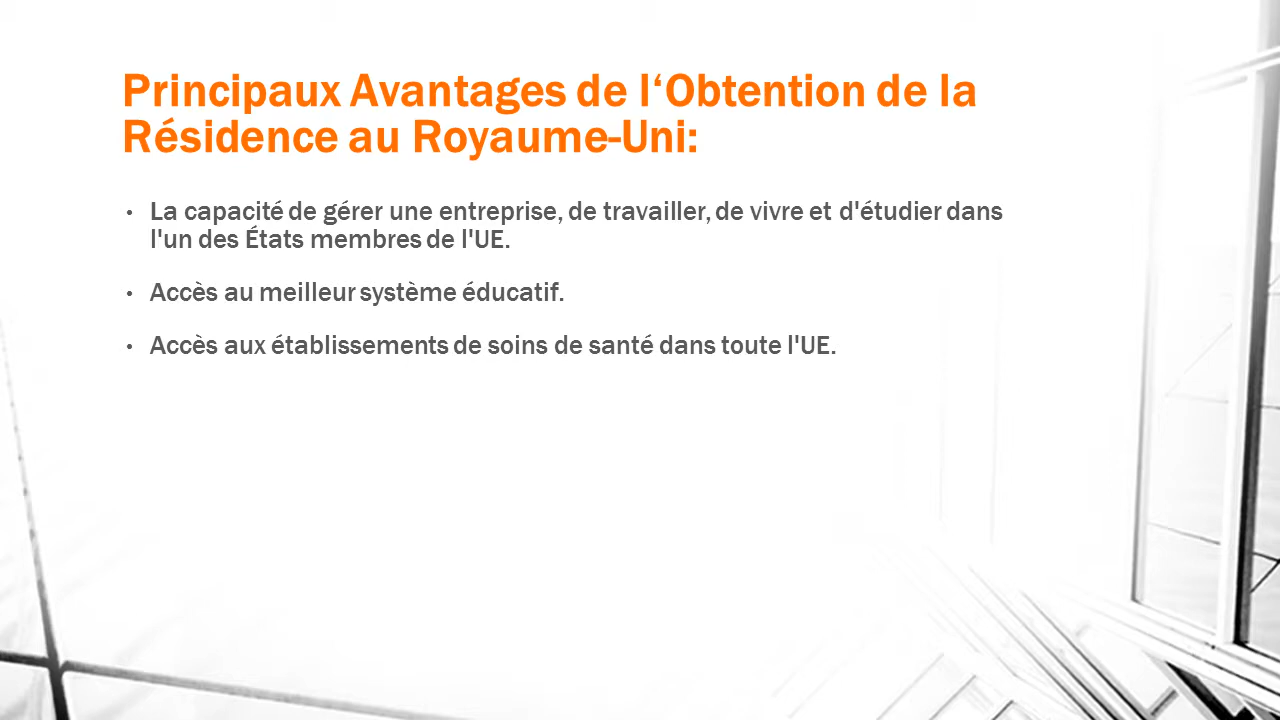 Principaux Avantages de l‘Obtention de la
Résidence au Royaume-Uni:
• La capacité de gérer une entreprise, de travailler, de vivre et d'étudier dans
l'un des États membres de l'UE.
• Accès au meilleur système éducatif.
• Accès aux établissements de soins de santé dans toute l'UE.